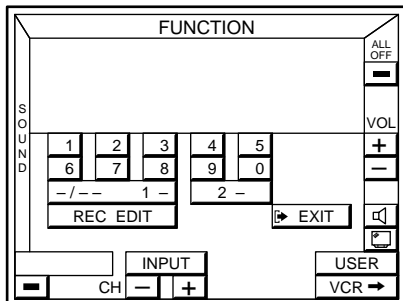 FUNCTION
ALL
OFF
SOUND
VOL
1 2 3 4 5
+
6 7 8 9 0
−
−/−− 1 − 2 −
REC EDIT
EXIT
INPUT
USER
CH − +
VCR →